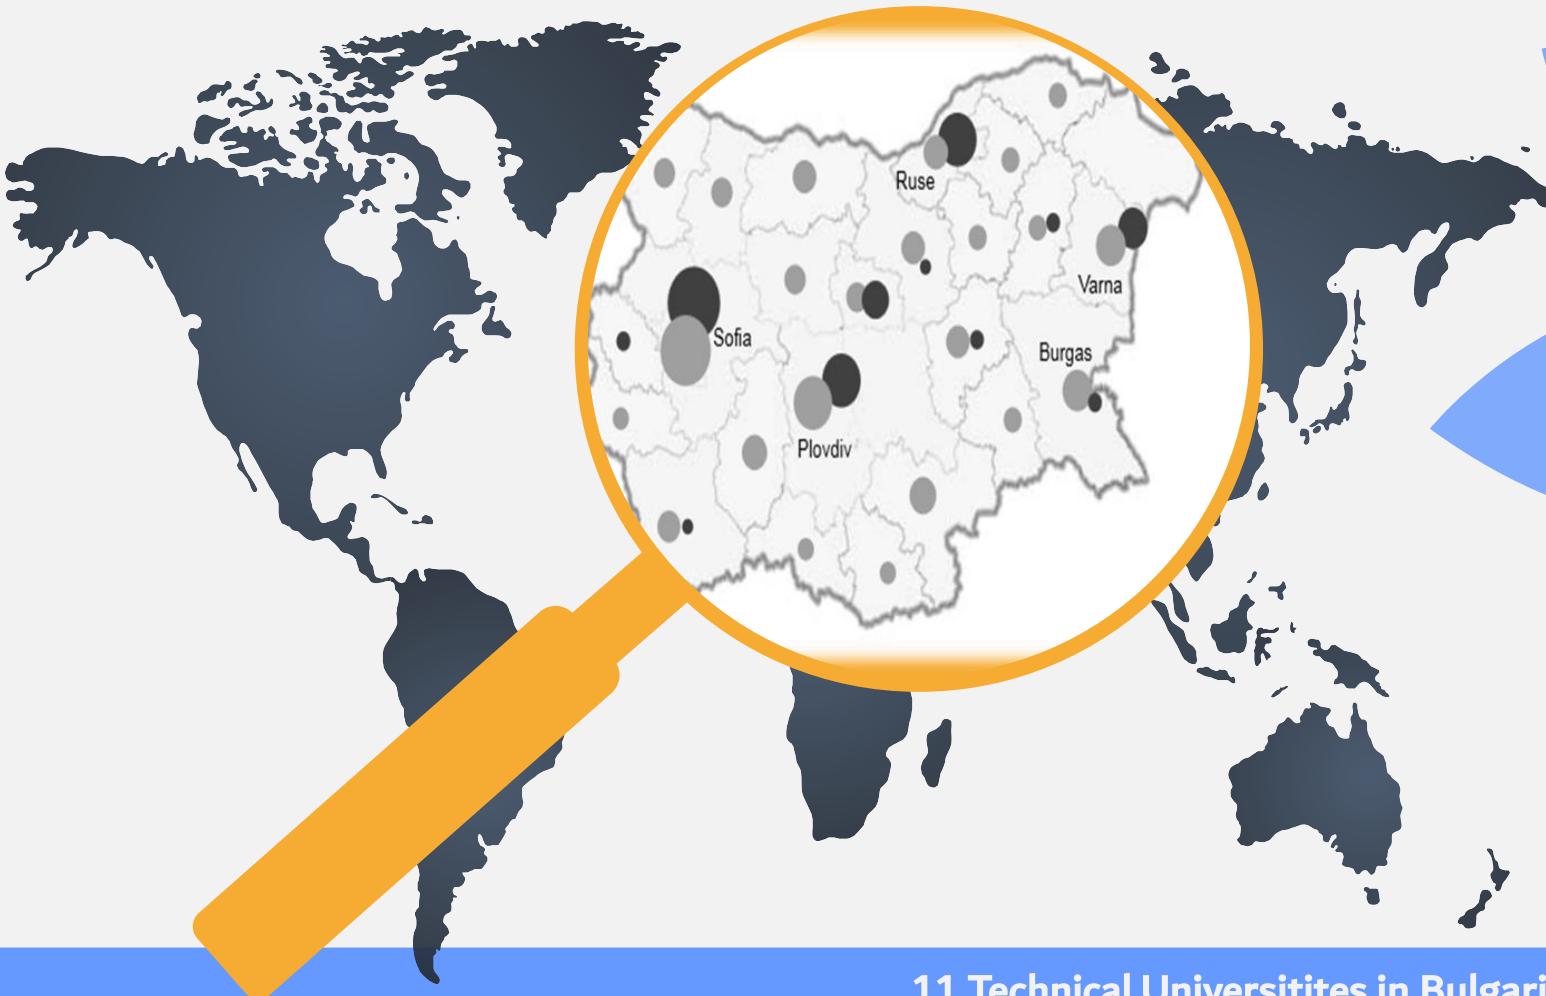 Ruse
Varna
Sofia
Burgas
Plovdiv
11 Technical Universitites in Bulgari